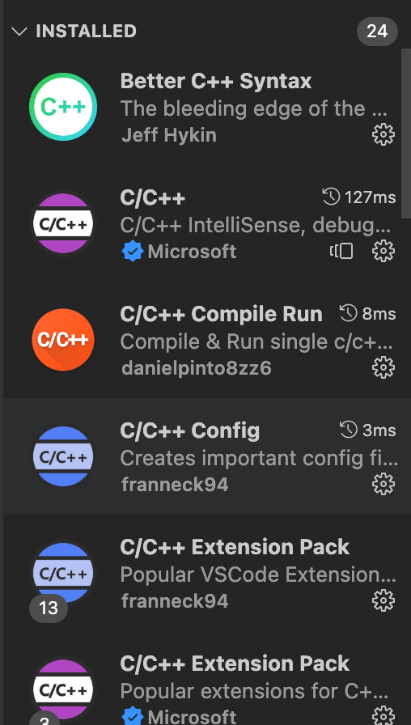 INSTALLED 24
C++
Better C++ Syntax
The bleeding edge of the ...
Jeff Hykin
C/C++
C/C++ 127ms
C/C++ IntelliSense, debug...
Microsoft
C/C++
C/C++ Compile Run 8ms
Compile & Run single c/c+...
danielpinto8zz6
C/C++
C/C++ Config 3ms
Creates important config fi...
franneck94
C/C++
C/C++ Extension Pack
Popular VSCode Extension...
franneck94
13
C/C++
C/C++ Extension Pack
Popular extensions for C+...
Microsoft
3